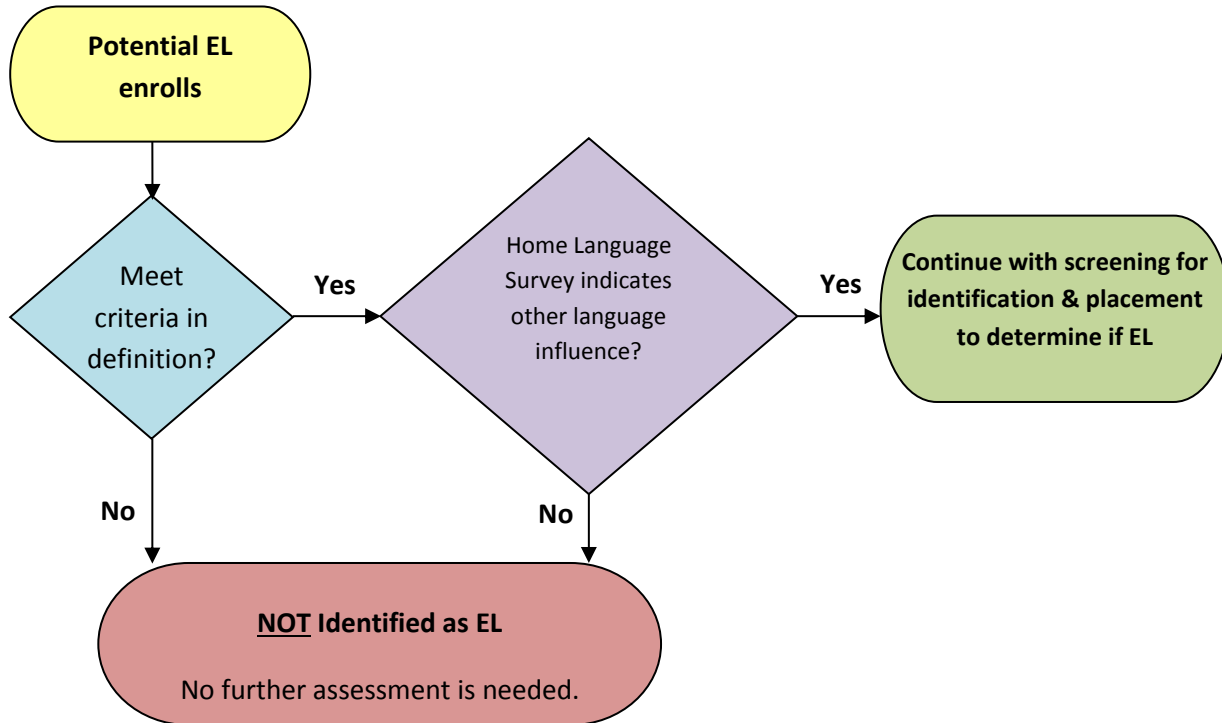 Potential EL
enrolls
Meet
criteria in
definition?
Yes
Home Language
Survey indicates
other language
influence?
Yes
Continue with screening for
identification & placement
to determine if EL
No
No
NOT Identified as EL
No further assessment is needed.